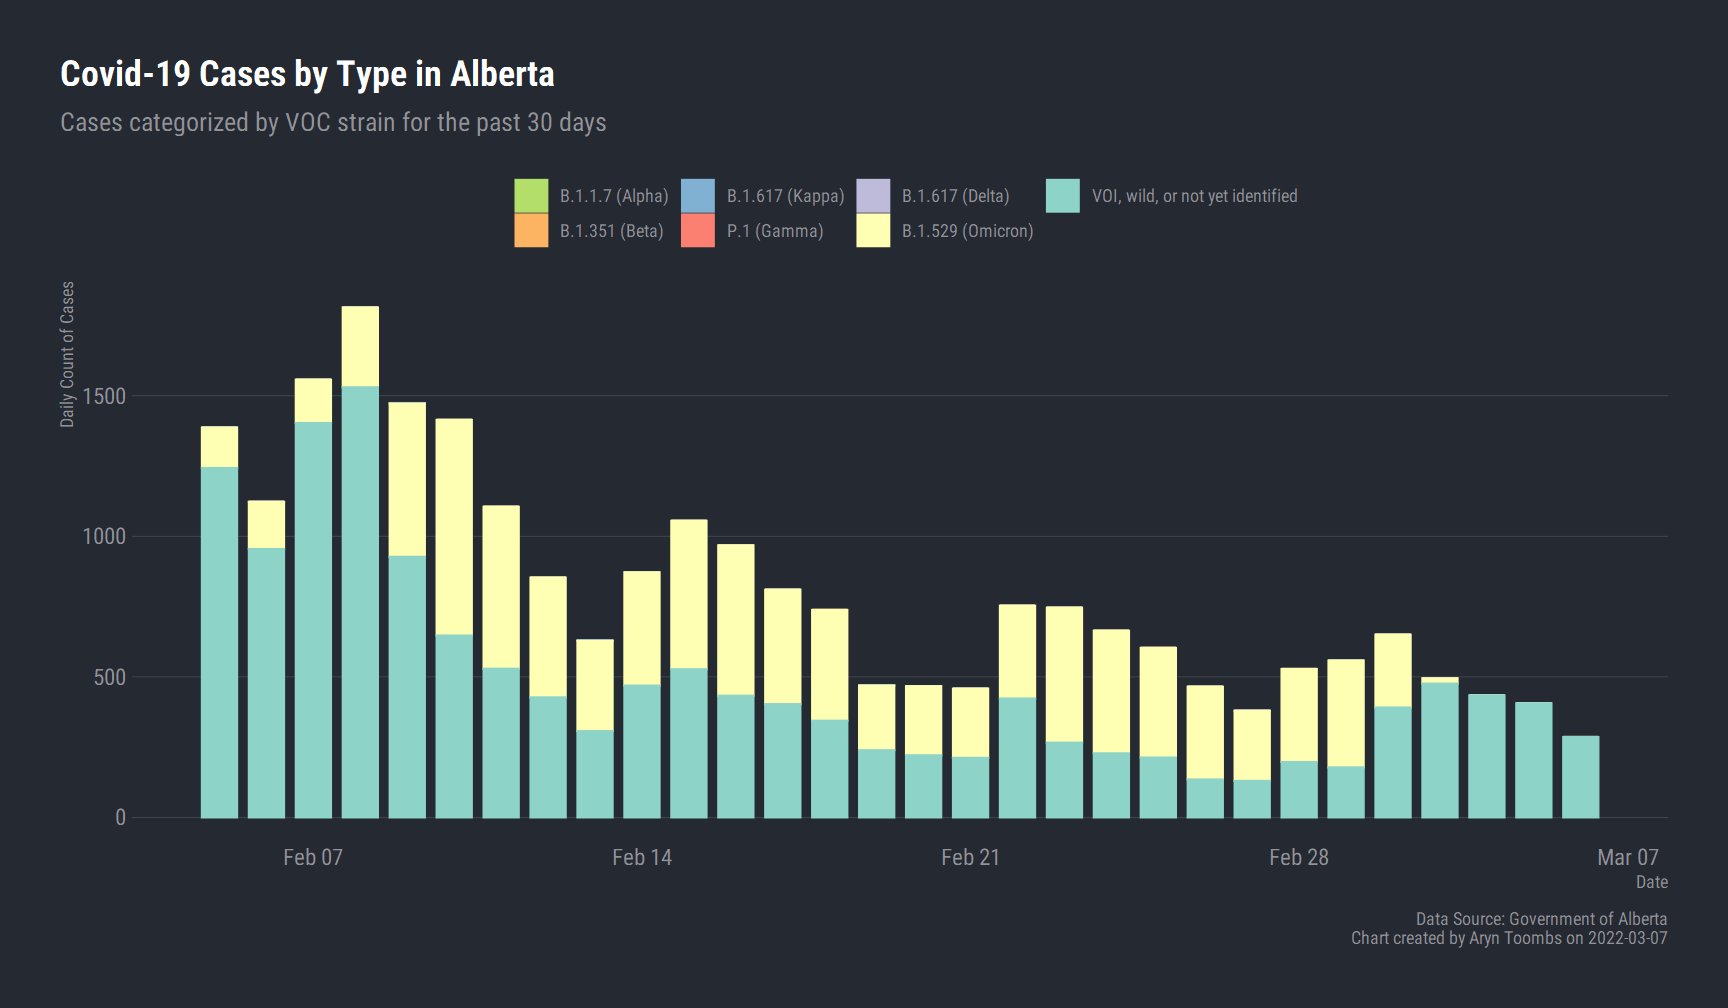 Covid-19 Cases by Type in Alberta
Cases categorized by VOC strain for the past 30 days
B.1.1.7 (Alpha) B.1.617 (Kappa) B.1.617 (Delta) VOI, wild, or not yet identified
B.1.351 (Beta) P.1 (Gamma) B.1.529 (Omicron)
Daily Count of Cases
1500
1000
500
0
Feb 07 Feb 14 Feb 21 Feb 28 Mar 07
Date
Data Source: Government of Alberta
Chart created by Aryn Toombs on 2022-03-07